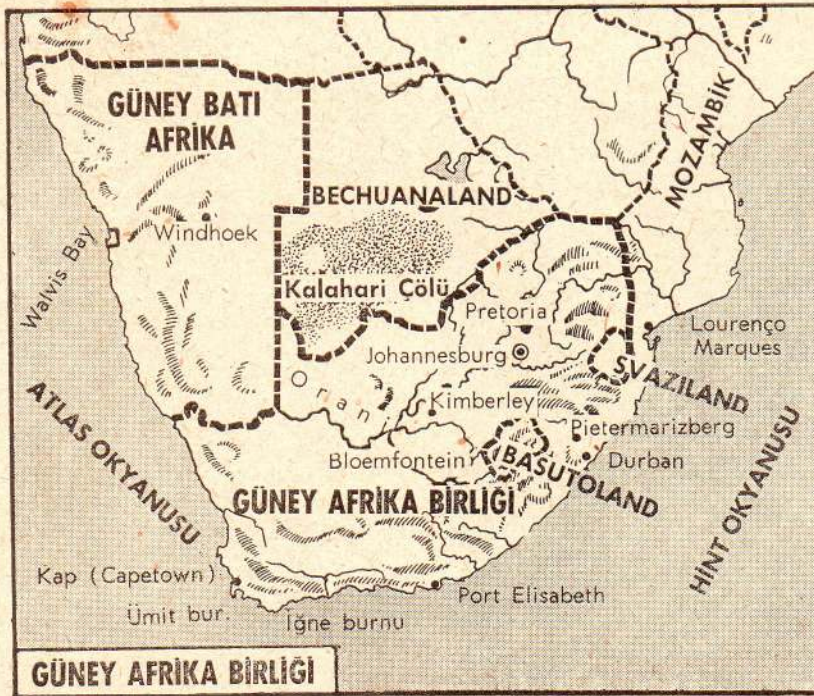 GÜNEY BATI
AFRİKA
MOZAMBİK
BECHUANALAND
Windhoek
Walvis Bay
Kalahari Çölü
Pretoria
Lourenço
Marques
Johannesburg
SVAZİLAND
Oranj
Kimberley
Pietermarizberg
Bloemfontein
BASUTOLAND
Durban
ATLAS OKYANUSU
GÜNEY AFRİKA BİRLİĞİ
HİNT OKYANUSU
Kap (Capetown)
Port Elisabeth
Ümit bur.
İğne burnu
GÜNEY AFRİKA BİRLİĞİ